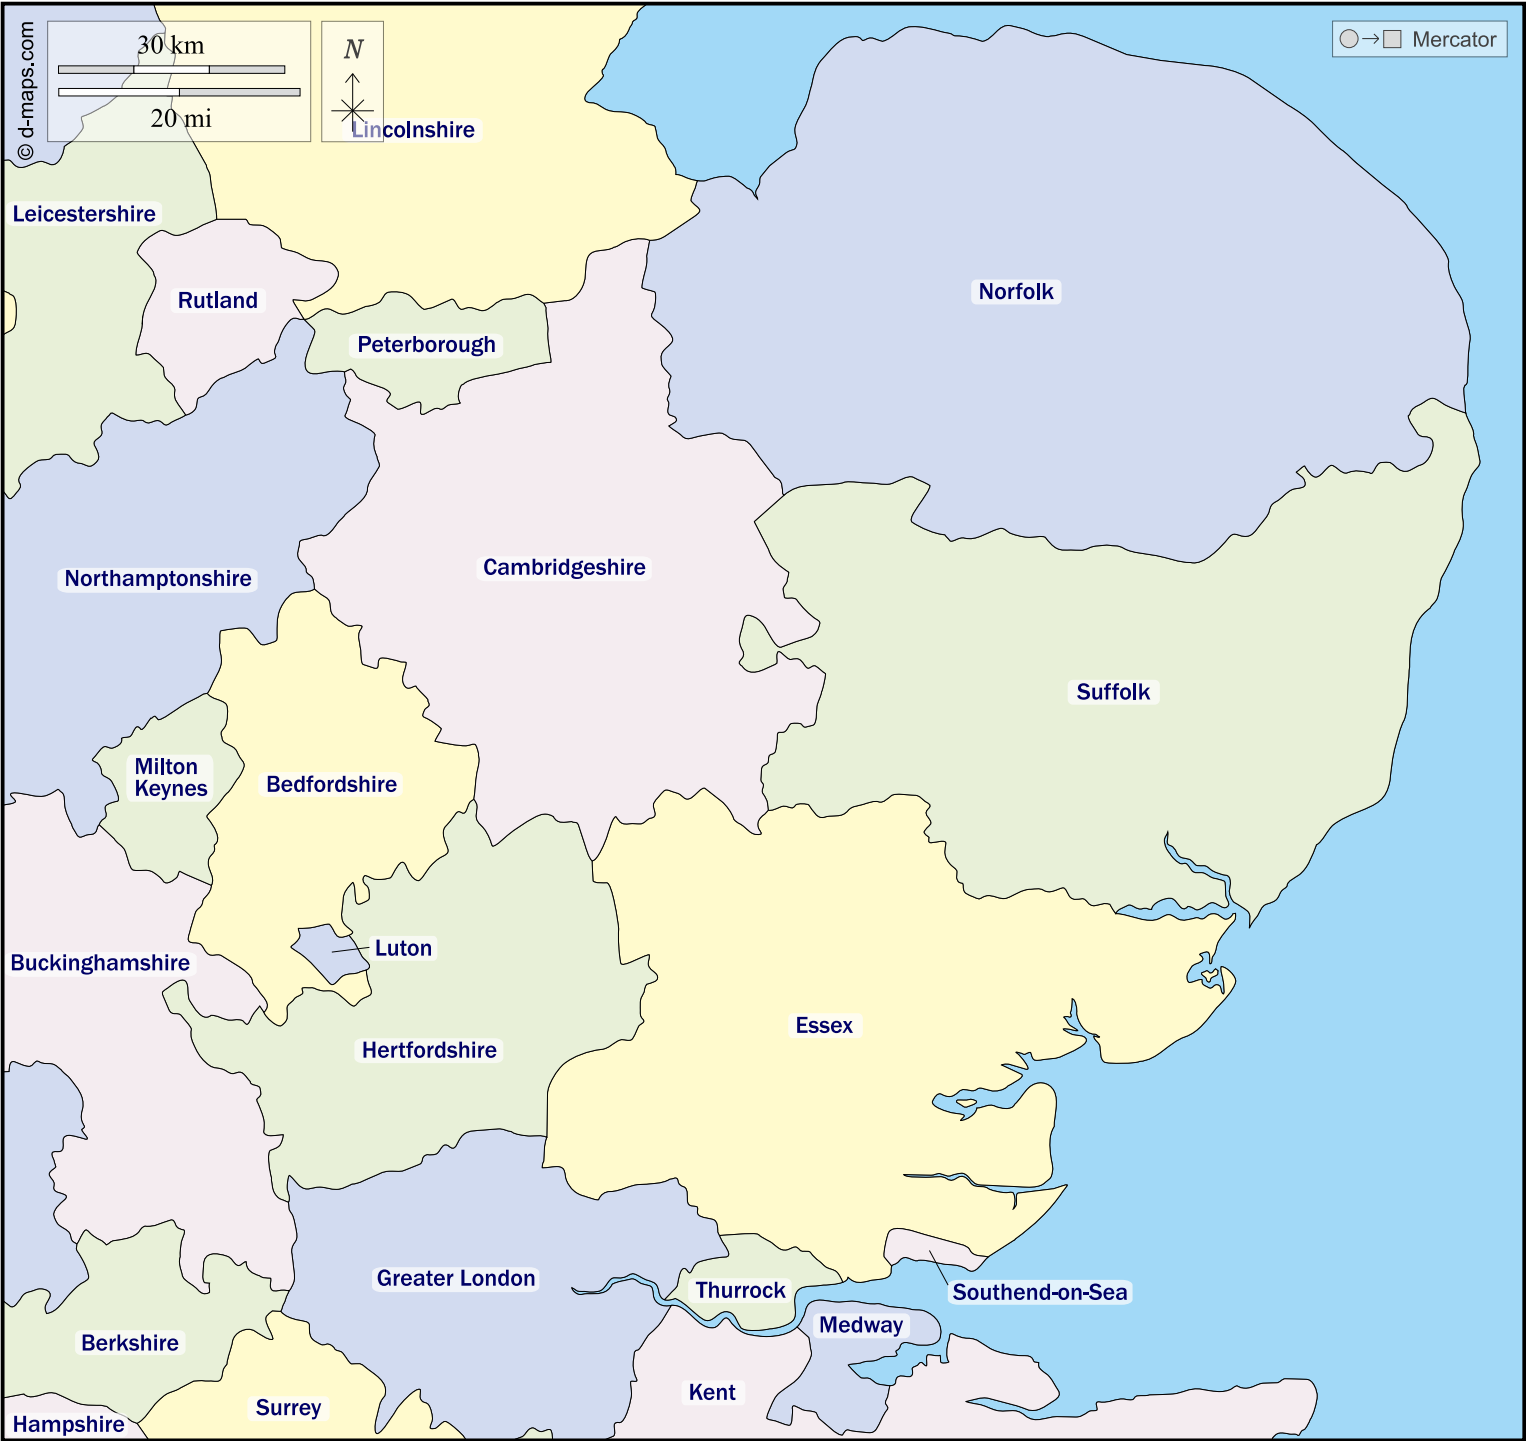 © d-maps.com
30 km
20 mi
N
Mercator
Lincolnshire
Leicestershire
Rutland
Norfolk
Peterborough
Cambridgeshire
Northamptonshire
Suffolk
Milton
Keynes
Bedfordshire
Luton
Buckinghamshire
Essex
Hertfordshire
Greater London
Thurrock
Southend-on-Sea
Medway
Berkshire
Kent
Surrey
Hampshire